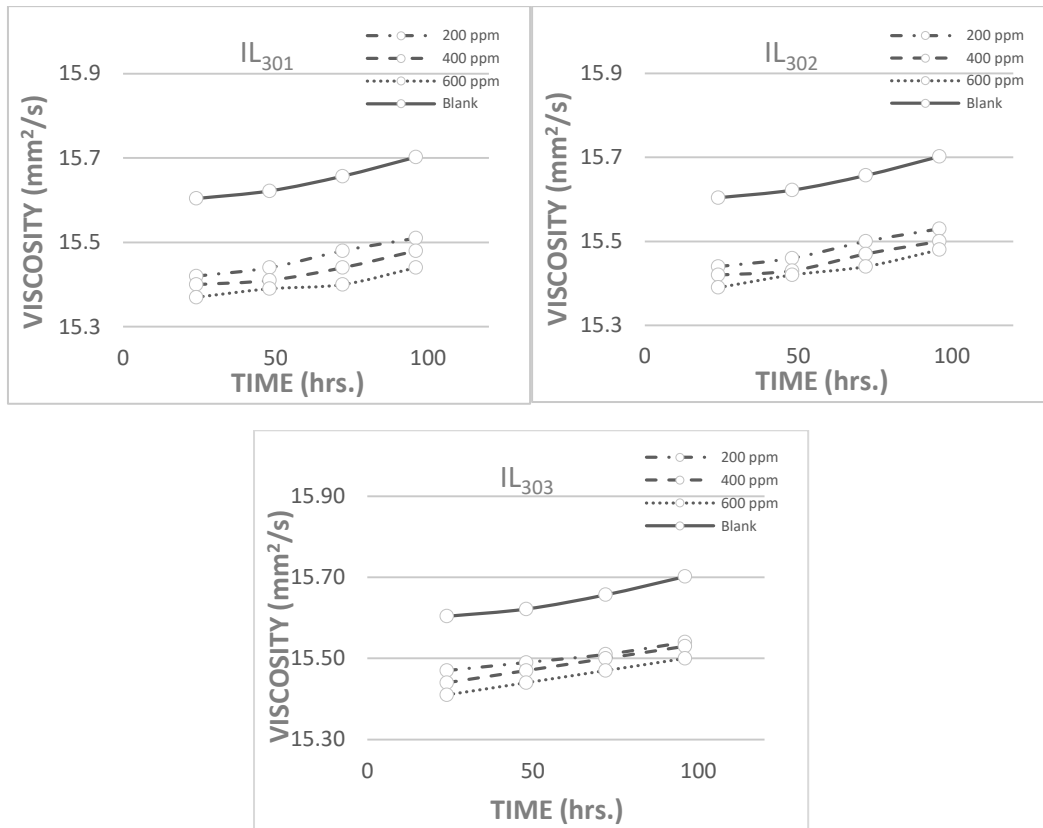 IL301
200 ppm
400 ppm
600 ppm
Blank
VISCOSITY (mm²/s)
15.9
15.7
15.5
15.3
0
50
100
TIME (hrs.)
IL302
200 ppm
400 ppm
600 ppm
Blank
VISCOSITY (mm²/s)
15.9
15.7
15.5
15.3
0
50
100
TIME (hrs.)
IL303
200 ppm
400 ppm
600 ppm
Blank
VISCOSITY (mm²/s)
15.90
15.70
15.50
15.30
0
50
100
TIME (hrs.)